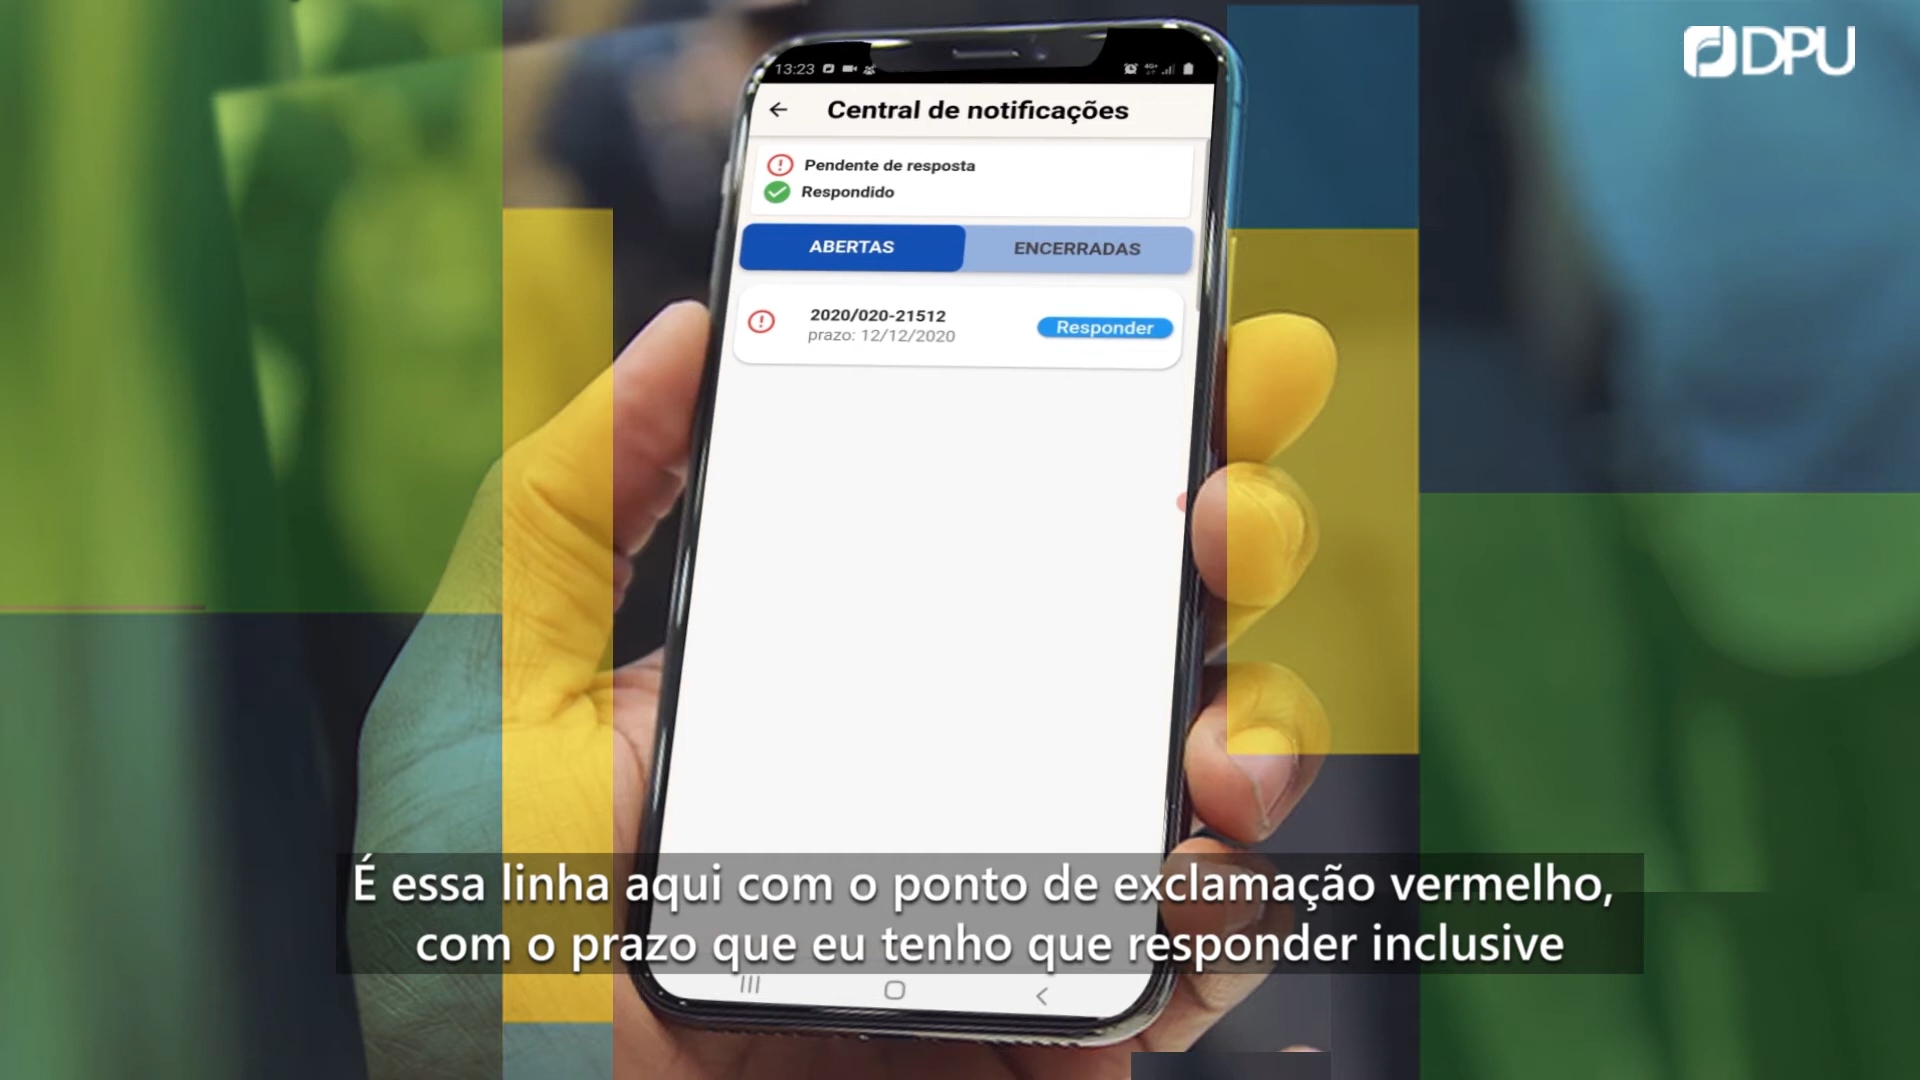 DPU
13:23
4G+
Central de notificações
Pendente de resposta
Respondido
ABERTAS
ENCERRADAS
2020/020-21512
prazo: 12/12/2020
Responder
É essa linha aqui com o ponto de exclamação vermelho,
com o prazo que eu tenho que responder inclusive